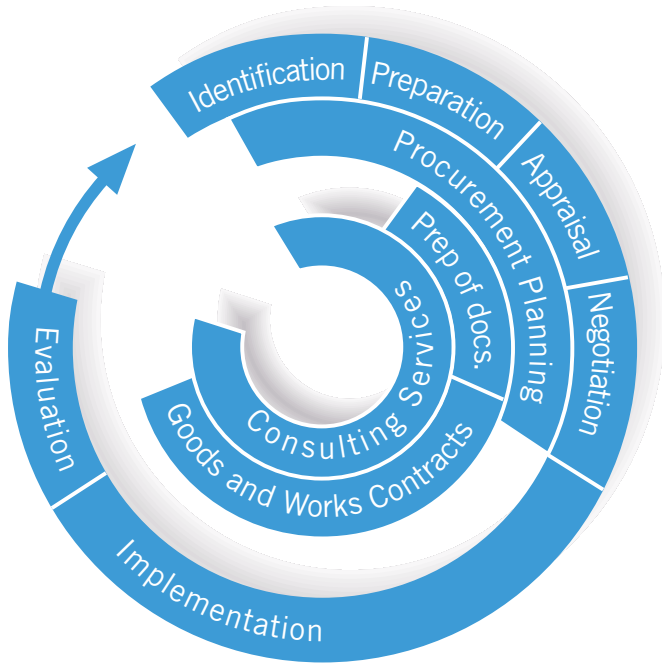 Identification
Preparation
Appraisal
Negotiation
Implementation
Evaluation
Procurement Planning
Prep of docs.
Goods and Works Contracts
Consulting Services